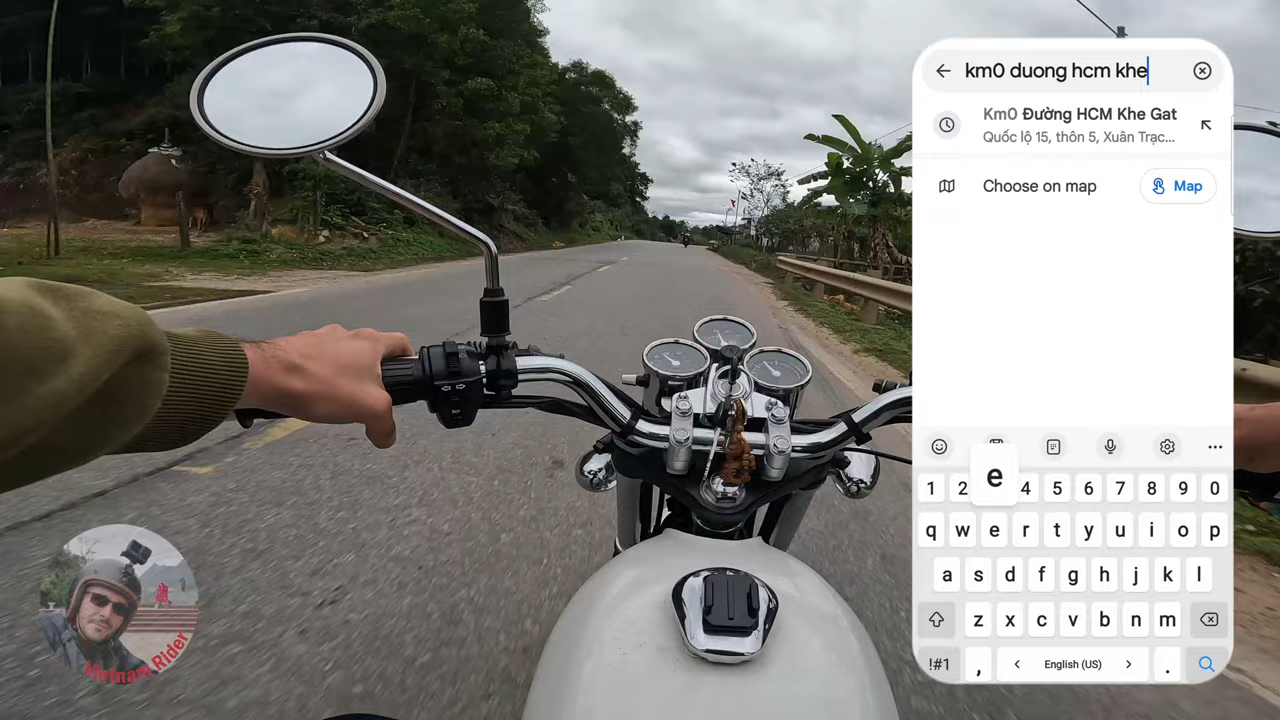 km0 duong hcm khe
Km0 Đường HCM Khe Gat
Quốc lộ 15, thôn 5, Xuân Trạc...
Choose on map
Map
e
1 2 4 5 6 7 8 9 0
q w e r t y u i o p
a s d f g h j k l
z x c v b n m
!#1 , < English (US) > .
Vietnam Rider